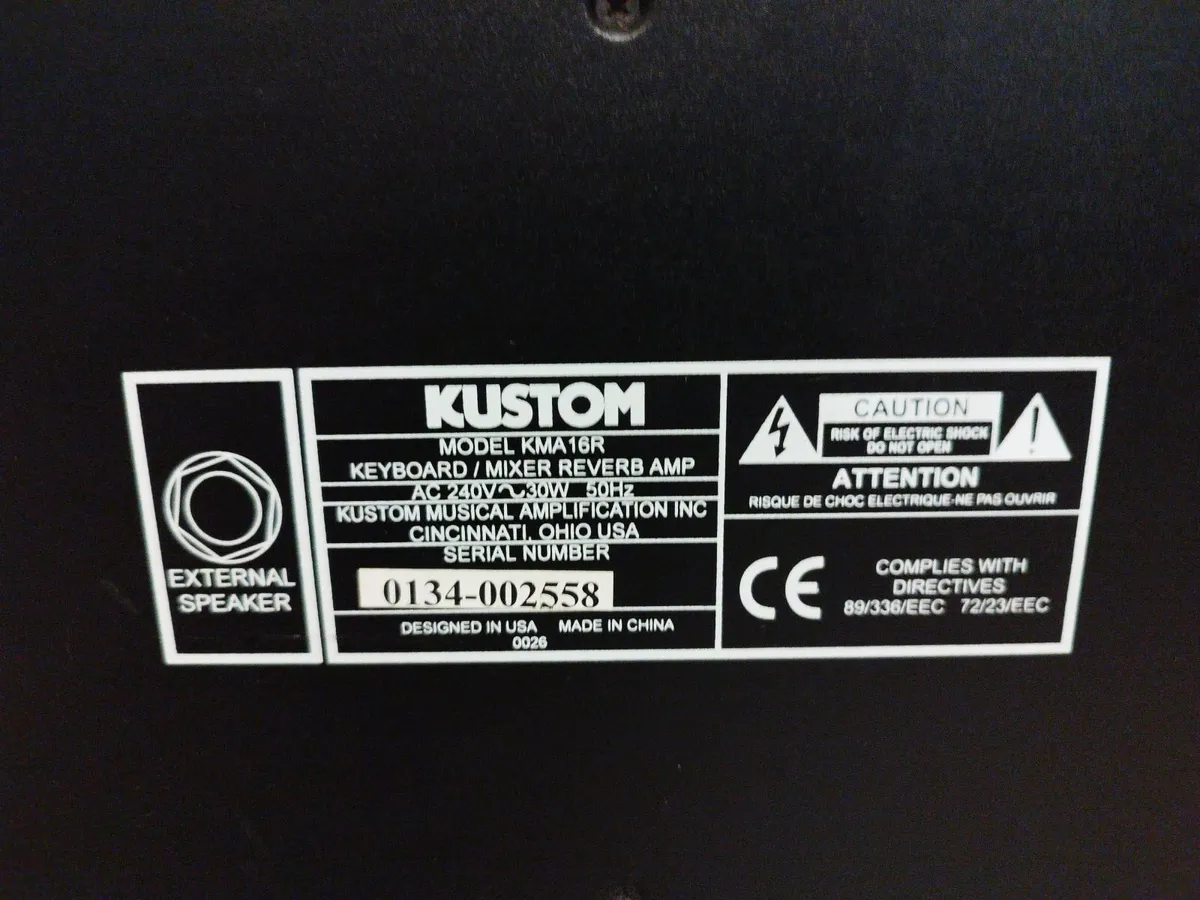 EXTERNAL
SPEAKER
KUSTOM
MODEL KMA16R
KEYBOARD / MIXER REVERB AMP
AC 240V～30W 50Hz
KUSTOM MUSICAL AMPLIFICATION INC
CINCINNATI, OHIO USA
SERIAL NUMBER
0134-002558
DESIGNED IN USA MADE IN CHINA
0026
CAUTION
RISK OF ELECTRIC SHOCK
DO NOT OPEN
ATTENTION
RISQUE DE CHOC ELECTRIQUE-NE PAS OUVRIR
CE
COMPLIES WITH
DIRECTIVES
89/336/EEC 72/23/EEC